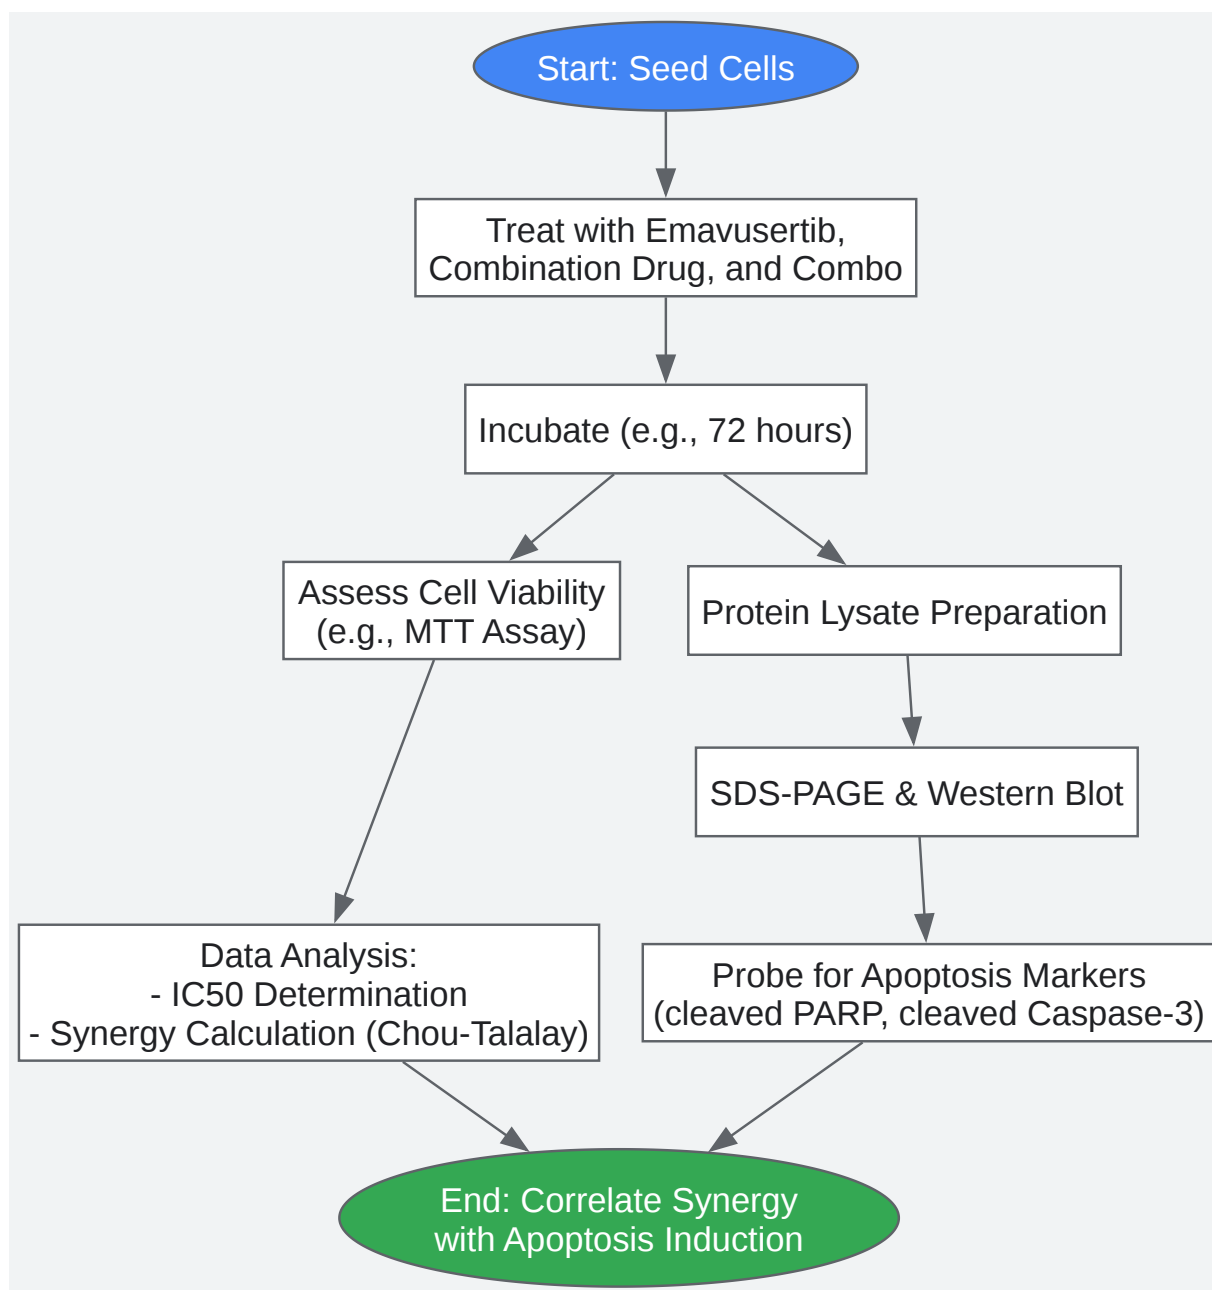 Start: Seed Cells
Treat with Emavusertib,
Combination Drug, and Combo
Incubate (e.g., 72 hours)
Assess Cell Viability
(e.g., MTT Assay)
Protein Lysate Preparation
SDS-PAGE & Western Blot
Data Analysis:
- IC50 Determination
- Synergy Calculation (Chou-Talalay)
Probe for Apoptosis Markers
(cleaved PARP, cleaved Caspase-3)
End: Correlate Synergy
with Apoptosis Induction